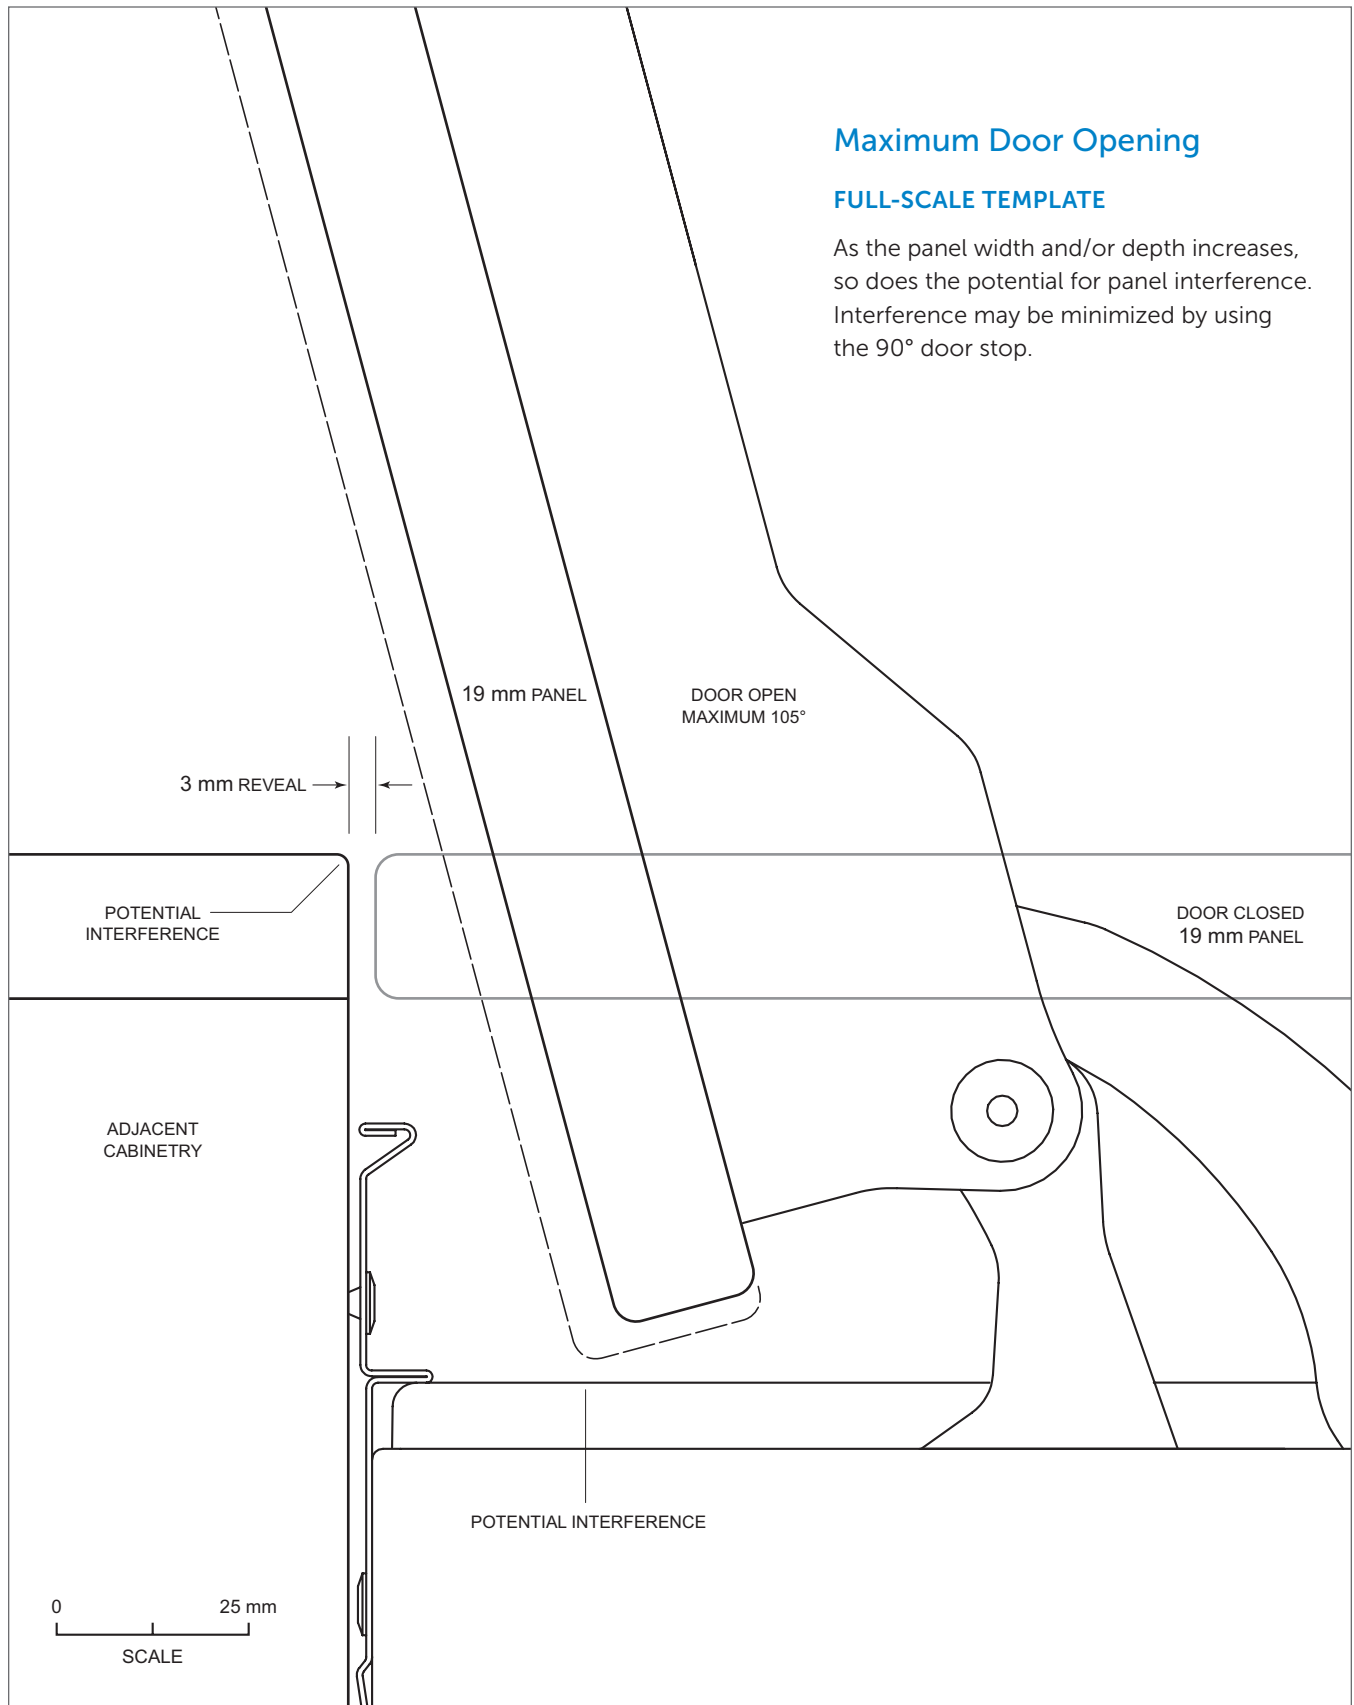 Maximum Door Opening
FULL-SCALE TEMPLATE
As the panel width and/or depth increases,
so does the potential for panel interference.
Interference may be minimized by using
the 90° door stop.
19 mm PANEL
DOOR OPEN
MAXIMUM 105°
3 mm REVEAL
POTENTIAL
INTERFERENCE
DOOR CLOSED
19 mm PANEL
ADJACENT
CABINETRY
POTENTIAL INTERFERENCE
0 25 mm
SCALE